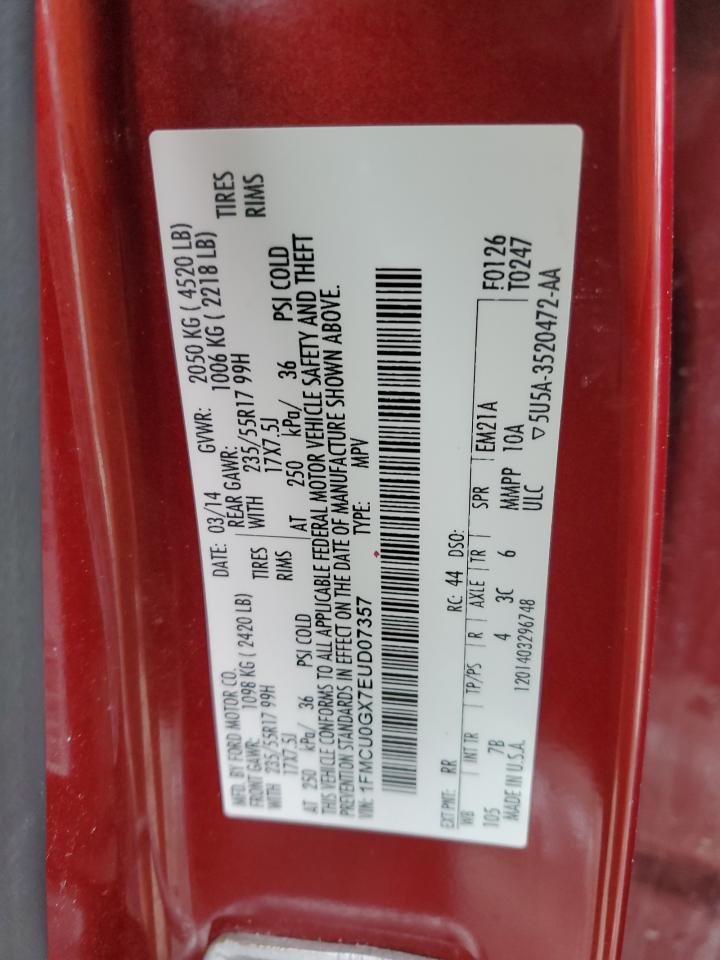 MFD. BY FORD MOTOR CO.
DATE: 03/14 GVWR: 2050 KG ( 4520 LB)
FRONT GAWR: 1098 KG ( 2420 LB) REAR GAWR: 1006 KG ( 2218 LB)
WITH 235/55R17 99H TIRES WITH 235/55R17 99H TIRES
17X7.5J RIMS 17X7.5J RIMS
AT 250 kPa/ 36 PSI COLD AT 250 kPa/ 36 PSI COLD
THIS VEHICLE CONFORMS TO ALL APPLICABLE FEDERAL MOTOR VEHICLE SAFETY AND THEFT
PREVENTION STANDARDS IN EFFECT ON THE DATE OF MANUFACTURE SHOWN ABOVE.
VIN: 1FMCU0GX7EUD07357 TYPE: MPV
EXT PNT: RR RC: 44 DSO: F0126
WB INT TR TP/PS R AXLE TR SPR EM21A T0247
105 7B 4 3C 6 MMPP 10A
MADE IN U.S.A. 1201403296748 ULC ▽5U5A-3520472-AA